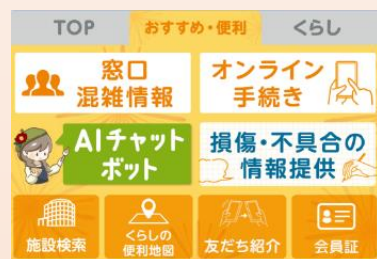 TOP
おすすめ・便利
くらし
窓口
混雑情報
オンライン
手続き
AIチャット
ボット
損傷・不具合の
情報提供
施設検索
くらしの
便利地図
友だち紹介
会員証